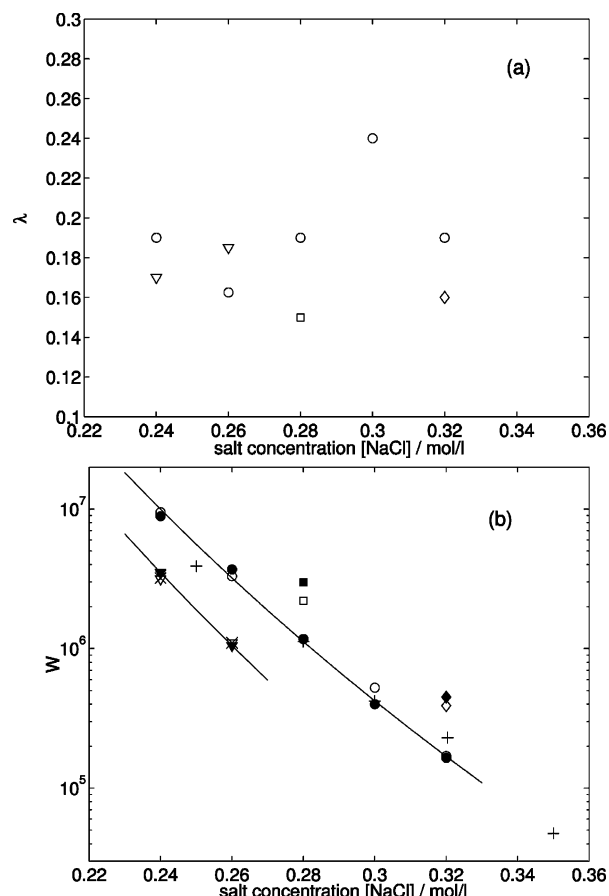 (a)
0.3
0.28
0.26
0.24
0.22
0.2
0.18
0.16
0.14
0.12
0.1
λ
0.22 0.24 0.26 0.28 0.3 0.32 0.34 0.36
salt concentration [NaCl] / mol/l
(b)
10^7
10^6
10^5
W
0.22 0.24 0.26 0.28 0.3 0.32 0.34 0.36
salt concentration [NaCl] / mol/l